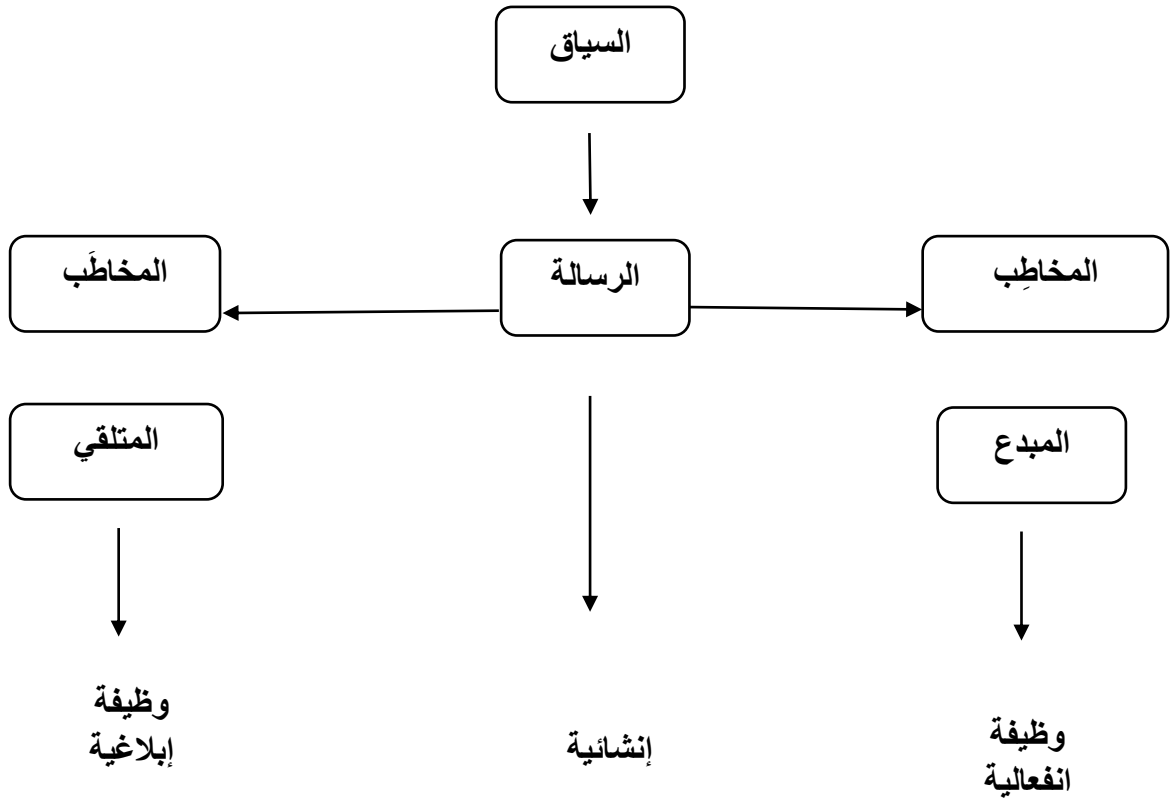 السياق
المخاطِب
الرسالة
المخاطَب
المبدع
المتلقي
وظيفة
انفعالية
إنشائية
وظيفة
إبلاغية